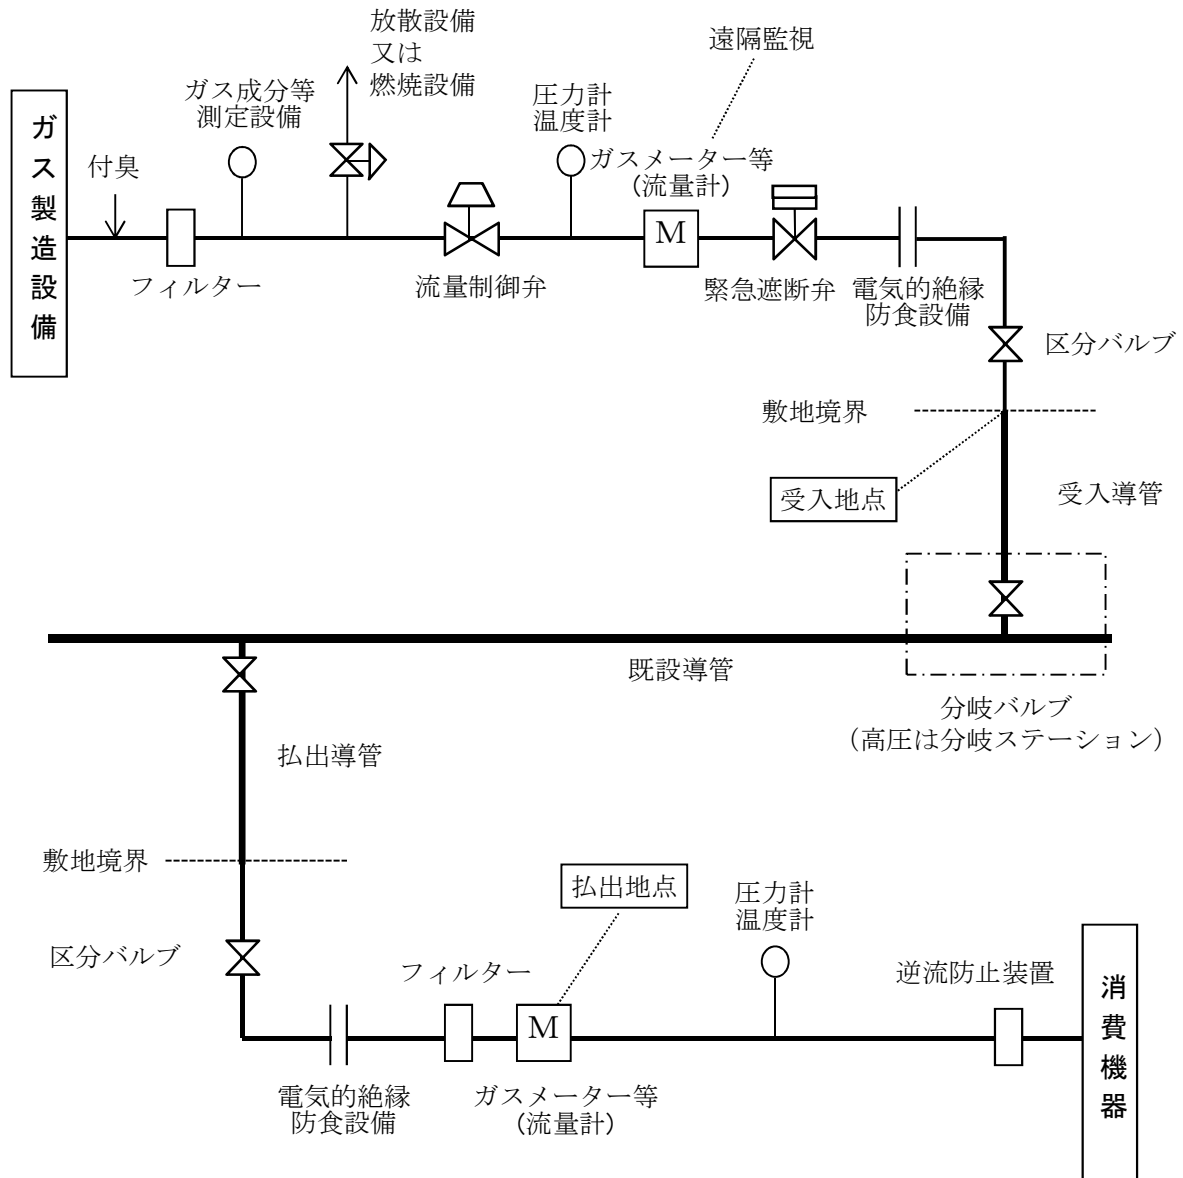 放散設備
又は
燃焼設備
遠隔監視
ガス成分等
測定設備
圧力計
温度計
ガス製造設備
付臭
ガスメーター等
(流量計)
M
フィルター
流量制御弁
緊急遮断弁
電気的絶縁
防食設備
区分バルブ
敷地境界
受入地点
受入導管
既設導管
分岐バルブ
（高圧は分岐ステーション）
払出導管
敷地境界
払出地点
圧力計
温度計
区分バルブ
フィルター
逆流防止装置
消費機器
M
電気的絶縁
防食設備
ガスメーター等
(流量計)